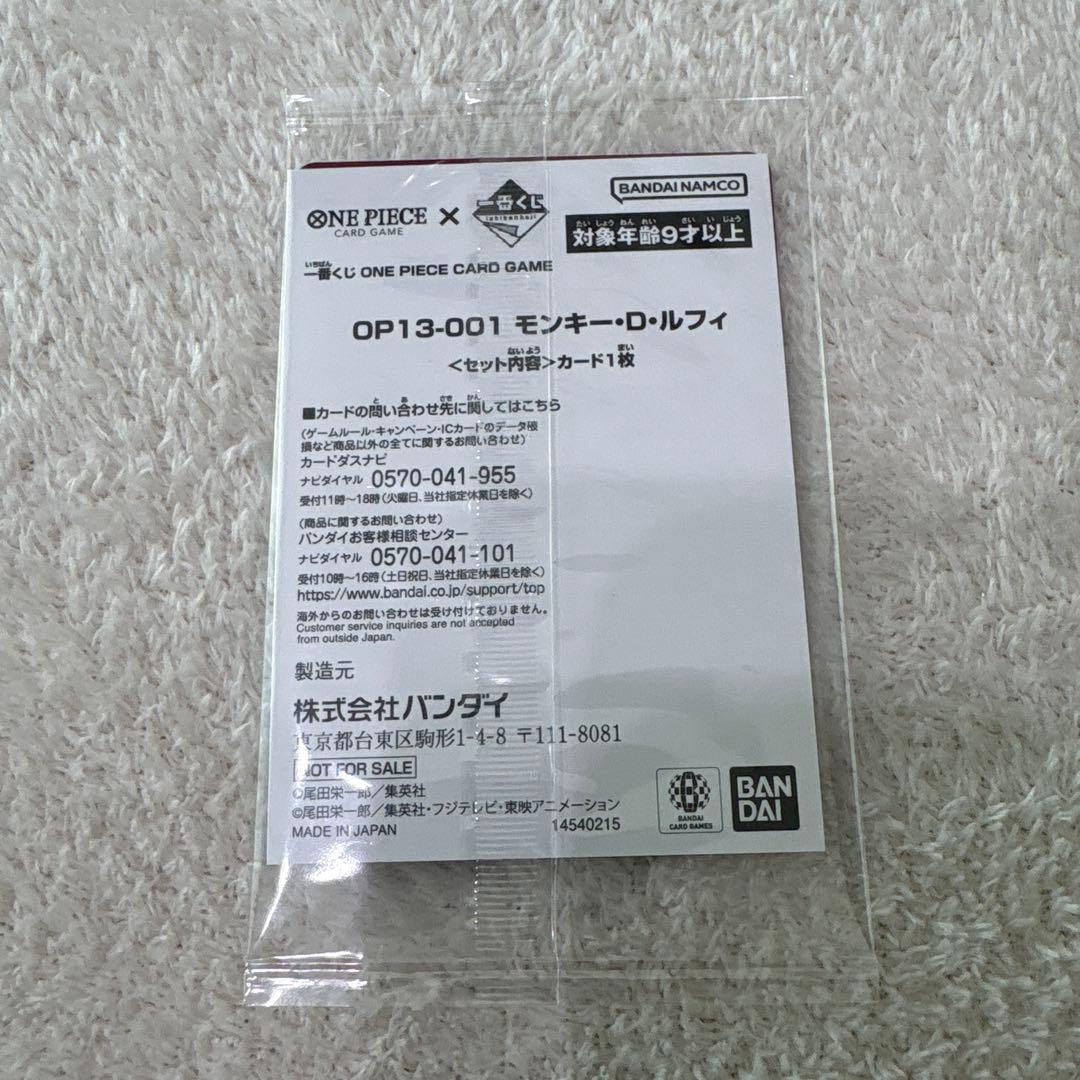 ONE PIECE
CARD GAME
×
一番くじ
ichibankuji
BANDAI NAMCO
たいしょうねんれい さいいじょう
対象年齢9才以上
いちばん
一番くじ ONE PIECE CARD GAME
OP13-001 モンキー・D・ルフィ
ないよう まい
<セット内容>カード1枚
と あ さき かん
■カードの問い合わせ先に関してはこちら
(ゲームルール・キャンペーン・ICカードのデータ破
損など商品以外の全てに関するお問い合わせ)
カードダスナビ
ナビダイヤル 0570-041-955
受付11時～18時(火曜日、当社指定休業日を除く)
(商品に関するお問い合わせ)
バンダイお客様相談センター
ナビダイヤル 0570-041-101
受付10時～16時(土日祝日、当社指定休業日を除く)
https://www.bandai.co.jp/support/top
海外からのお問い合わせは受け付けておりません。
Customer service inquiries are not accepted
from outside Japan.
製造元
株式会社バンダイ
東京都台東区駒形1-4-8 〒111-8081
NOT FOR SALE
©尾田栄一郎／集英社
©尾田栄一郎／集英社・フジテレビ・東映アニメーション
MADE IN JAPAN 14540215
BANDAI
CARD GAMES
BAN
DAI